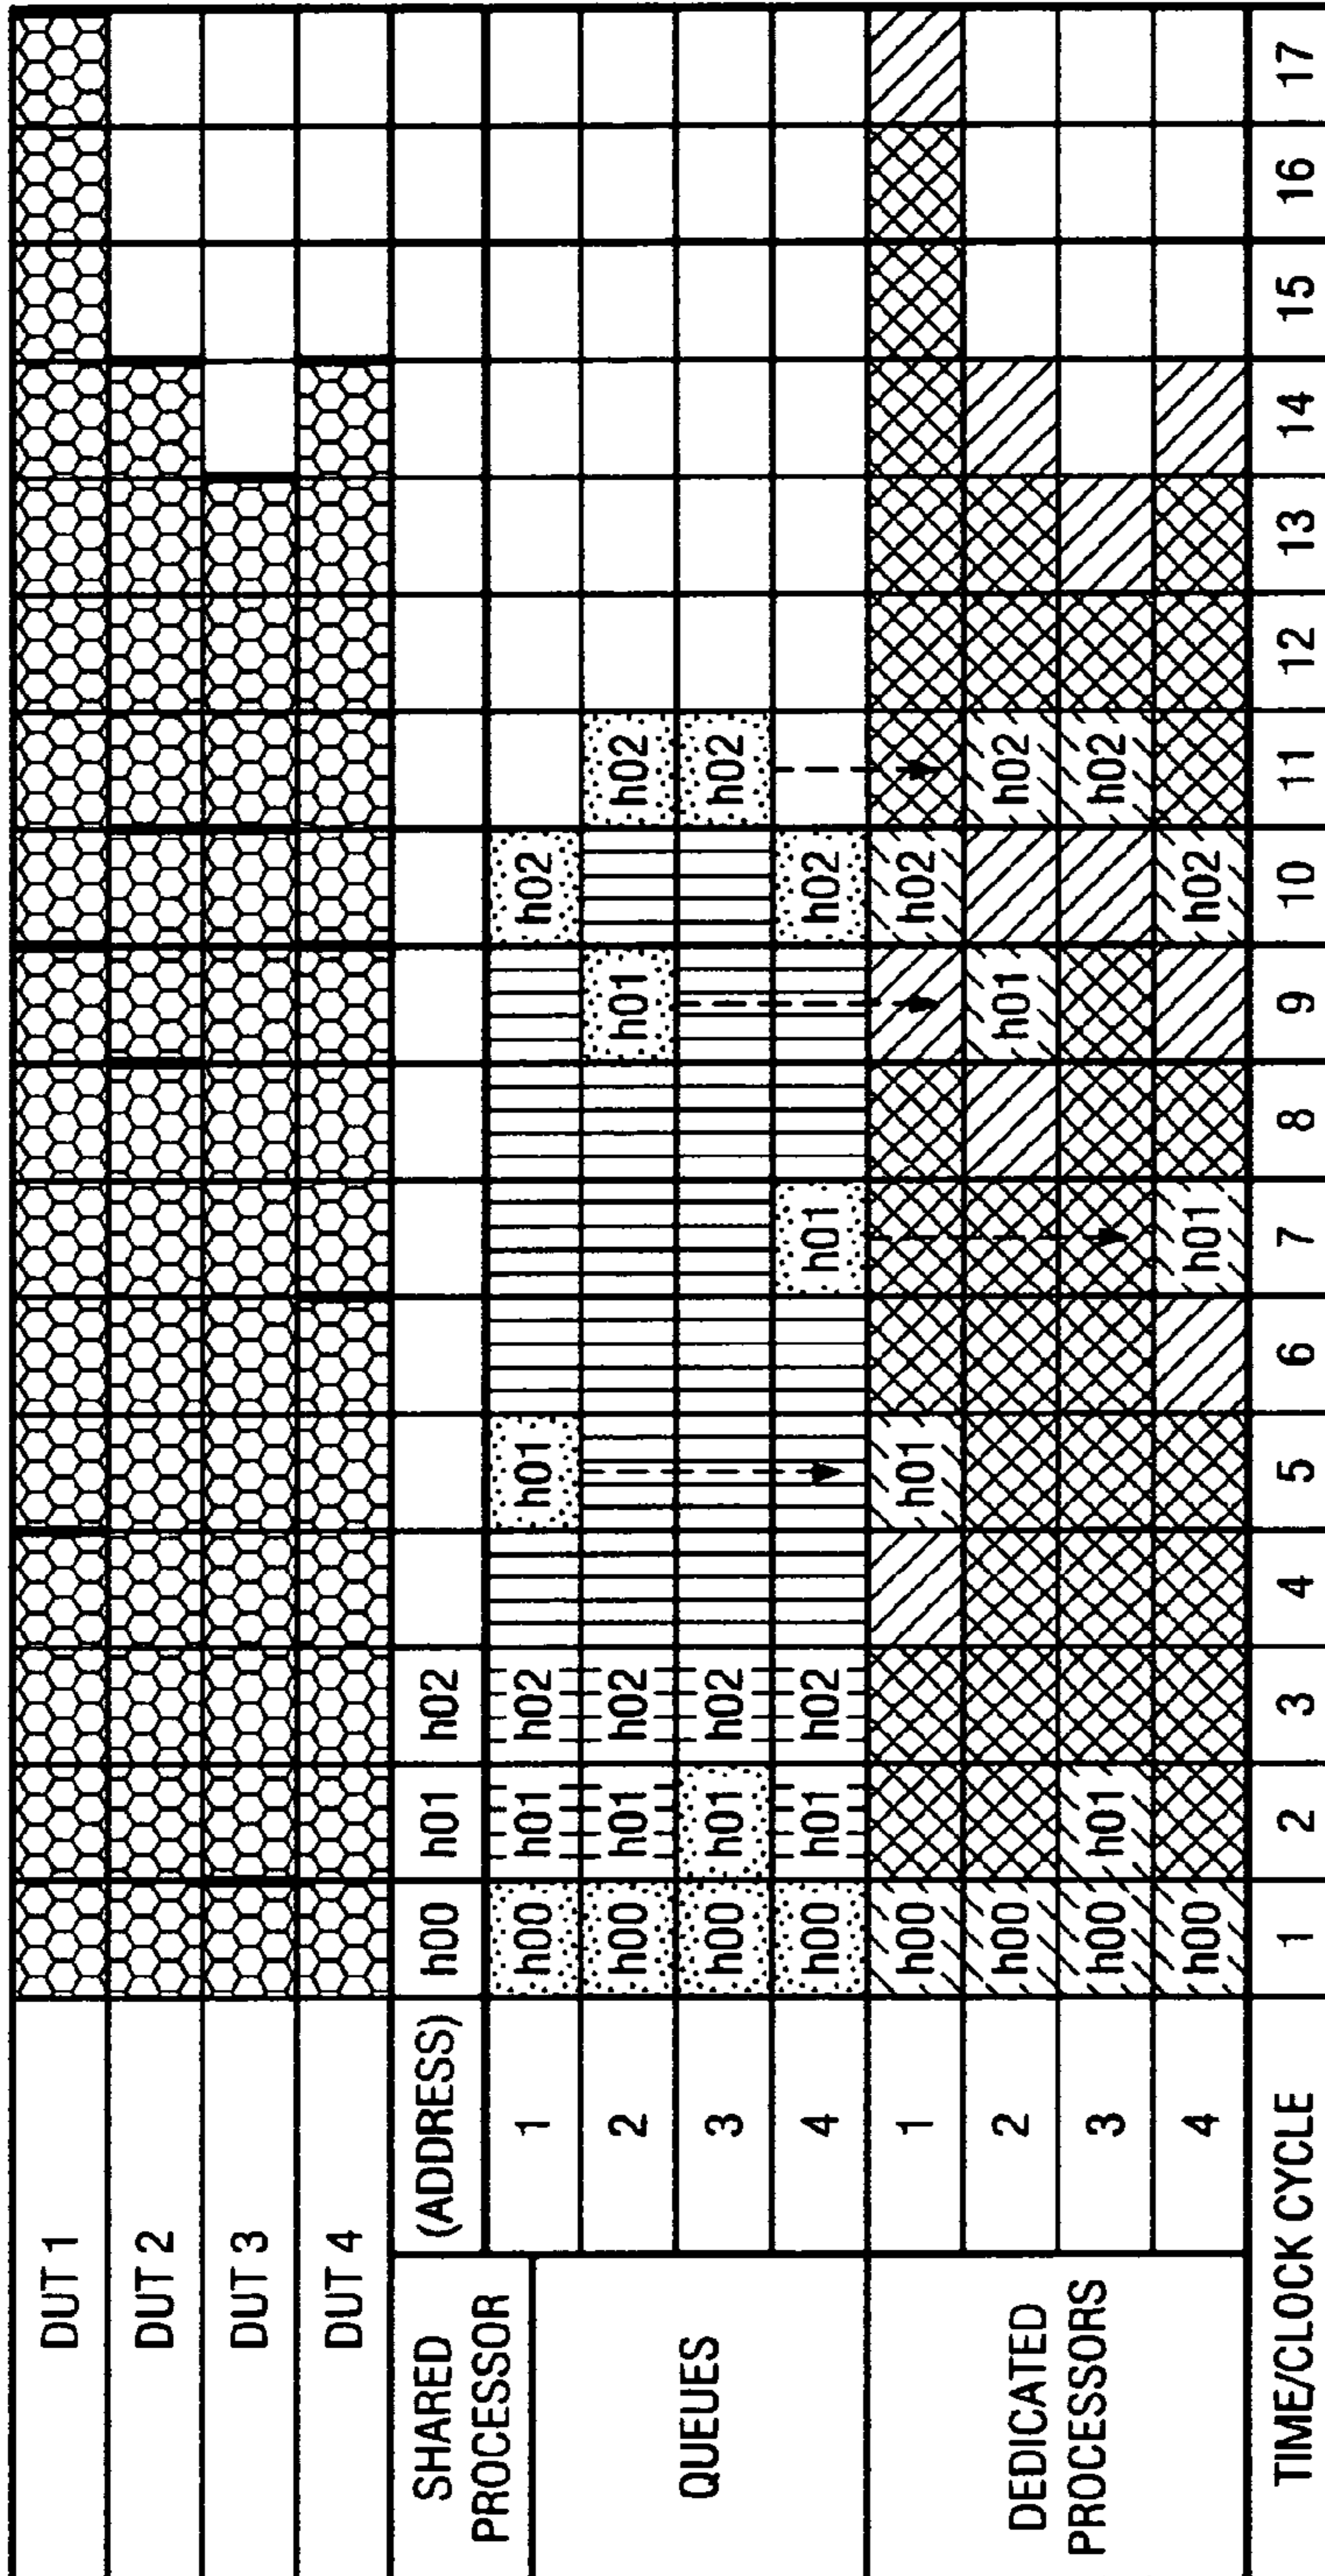 DUT 1
DUT 2
DUT 3
DUT 4
SHARED PROCESSOR (ADDRESS) h00 h01 h02
QUEUES
1 h00 h01 h02 h01 h02
2 h00 h01 h02 h01 h02
3 h00 h01 h02 h02
4 h00 h01 h02 h01 h02
DEDICATED PROCESSORS
1 h00 h01 h02
2 h00 h01 h02
3 h00 h01 h02
4 h00 h01 h02
TIME/CLOCK CYCLE 1 2 3 4 5 6 7 8 9 10 11 12 13 14 15 16 17